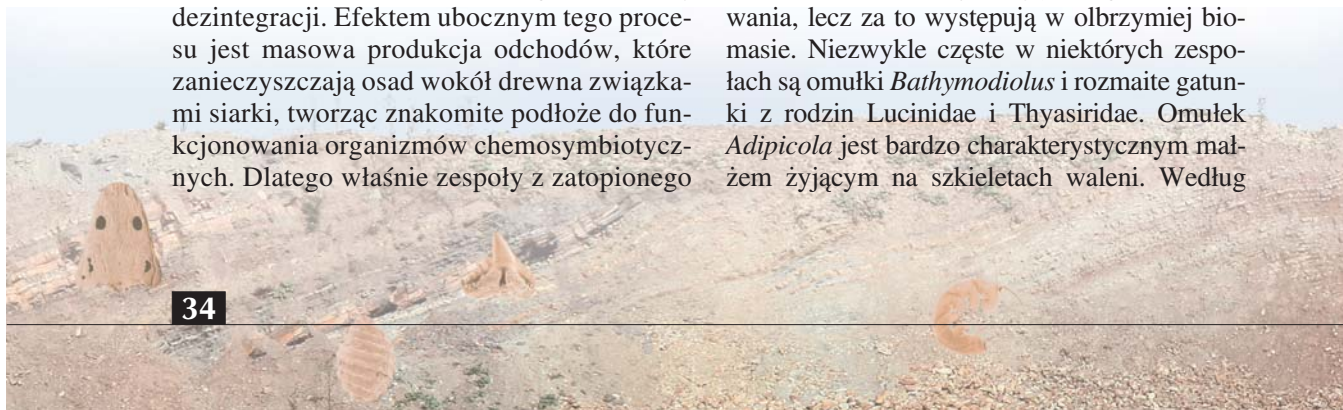 dezintegracji. Efektem ubocznym tego proce-
su jest masowa produkcja odchodów, które
zanieczyszczają osad wokół drewna związka-
mi siarki, tworząc znakomite podłoże do fun-
kcjonowania organizmów chemosymbiotycz-
nych. Dlatego właśnie zespoły z zatopionego
wania, lecz za to występują w olbrzymiej bio-
masie. Niezwykle częste w niektórych zespo-
łach są omułki Bathymodiolus i rozmaite gatun-
ki z rodzin Lucinidae i Thyasiridae. Omułek
Adipicola jest bardzo charakterystycznym mał-
żem żyjącym na szkieletach waleni. Według
34